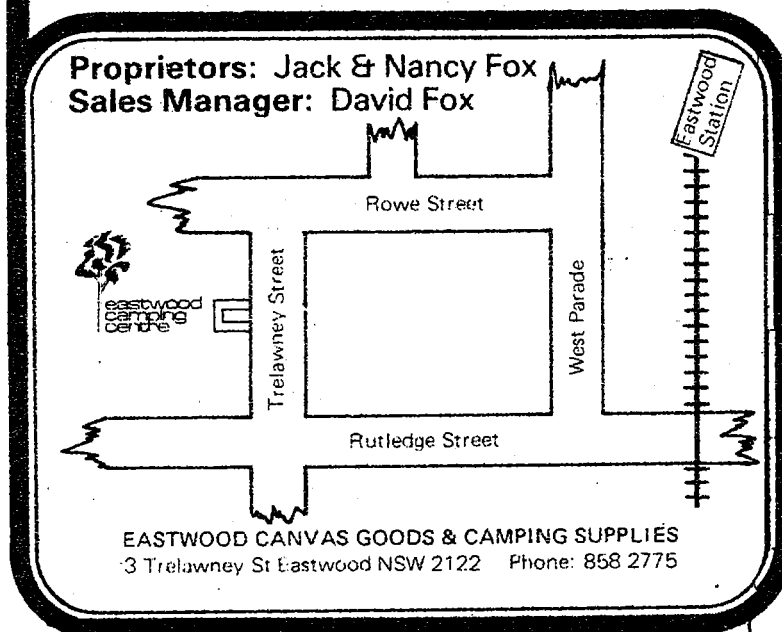 Proprietors: Jack & Nancy Fox
Sales Manager: David Fox
Eastwood
Station
Rowe Street
Trelawney Street
West Parade
eastwood
camping
centre
Rutledge Street
EASTWOOD CANVAS GOODS & CAMPING SUPPLIES
3 Trelawney St Eastwood NSW 2122 Phone: 858 2775